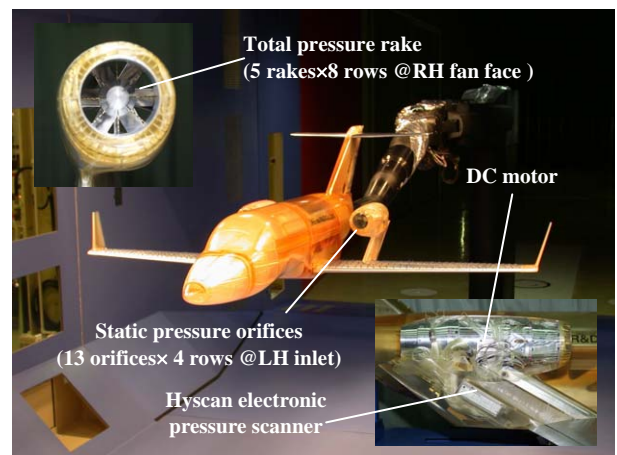 Total pressure rake
(5 rakes×8 rows @RH fan face )
DC motor
Static pressure orifices
(13 orifices× 4 rows @LH inlet)
R&D
Hyscan electronic
pressure scanner